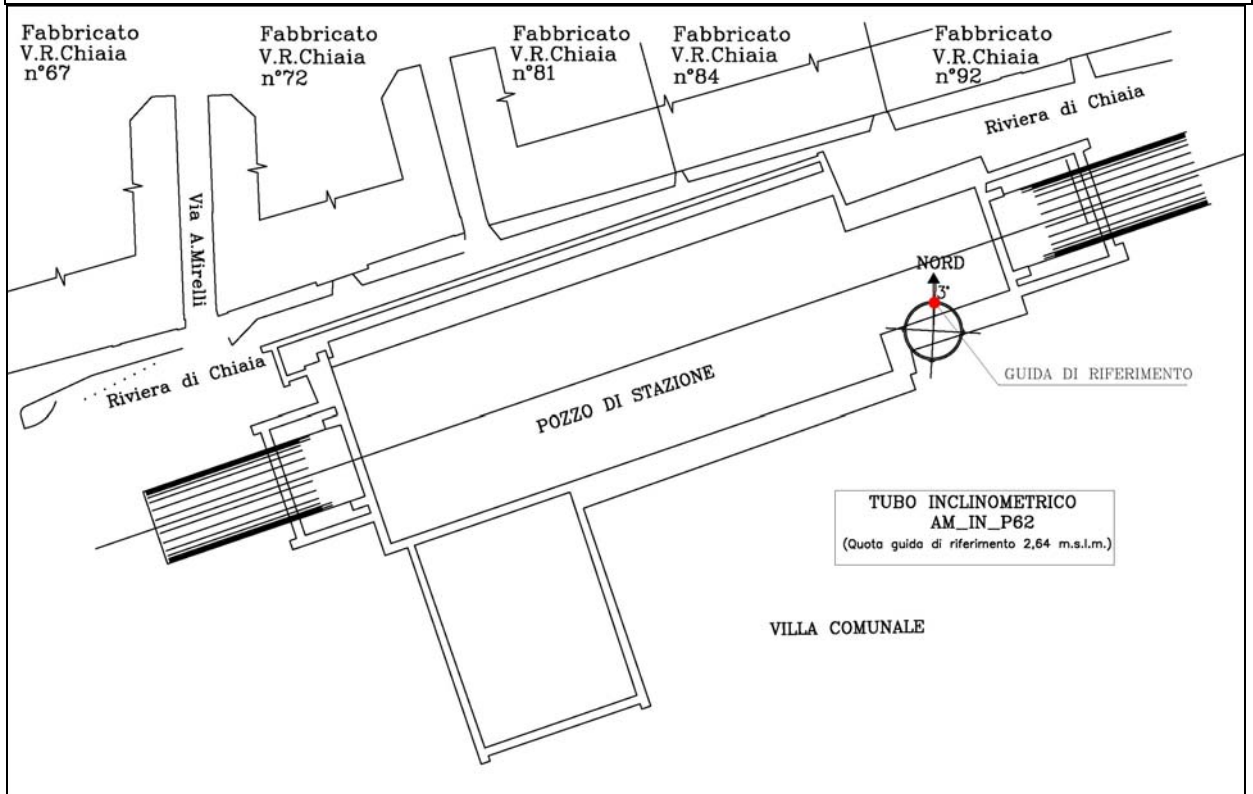 Fabbricato
V.R.Chiaia
n°67
Fabbricato
V.R.Chiaia
n°72
Fabbricato
V.R.Chiaia
n°81
Fabbricato
V.R.Chiaia
n°84
Fabbricato
V.R.Chiaia
n°92
Riviera di Chiaia
Via A.Mirelli
NORD
3°
Riviera di Chiaia
GUIDA DI RIFERIMENTO
POZZO DI STAZIONE
TUBO INCLINOMETRICO
AM_IN_P62
(Quota guida di riferimento 2,64 m.s.l.m.)
VILLA COMUNALE